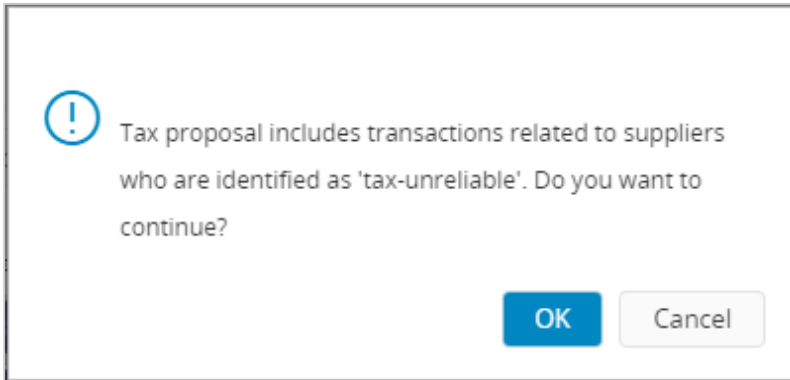 Tax proposal includes transactions related to suppliers
who are identified as 'tax-unreliable'. Do you want to
continue?
OK Cancel